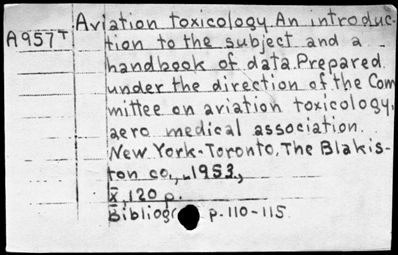 Aviation toxicology. An introduc-
A957T tion to the subject and a
handbook of data. Prepared
under the direction of the Com
mittee on aviation toxicology,
aero medical association.
New York-Toronto, The Blakis-
ton co., 1953.,
x, 120 p.
Bibliogr p. 110-115